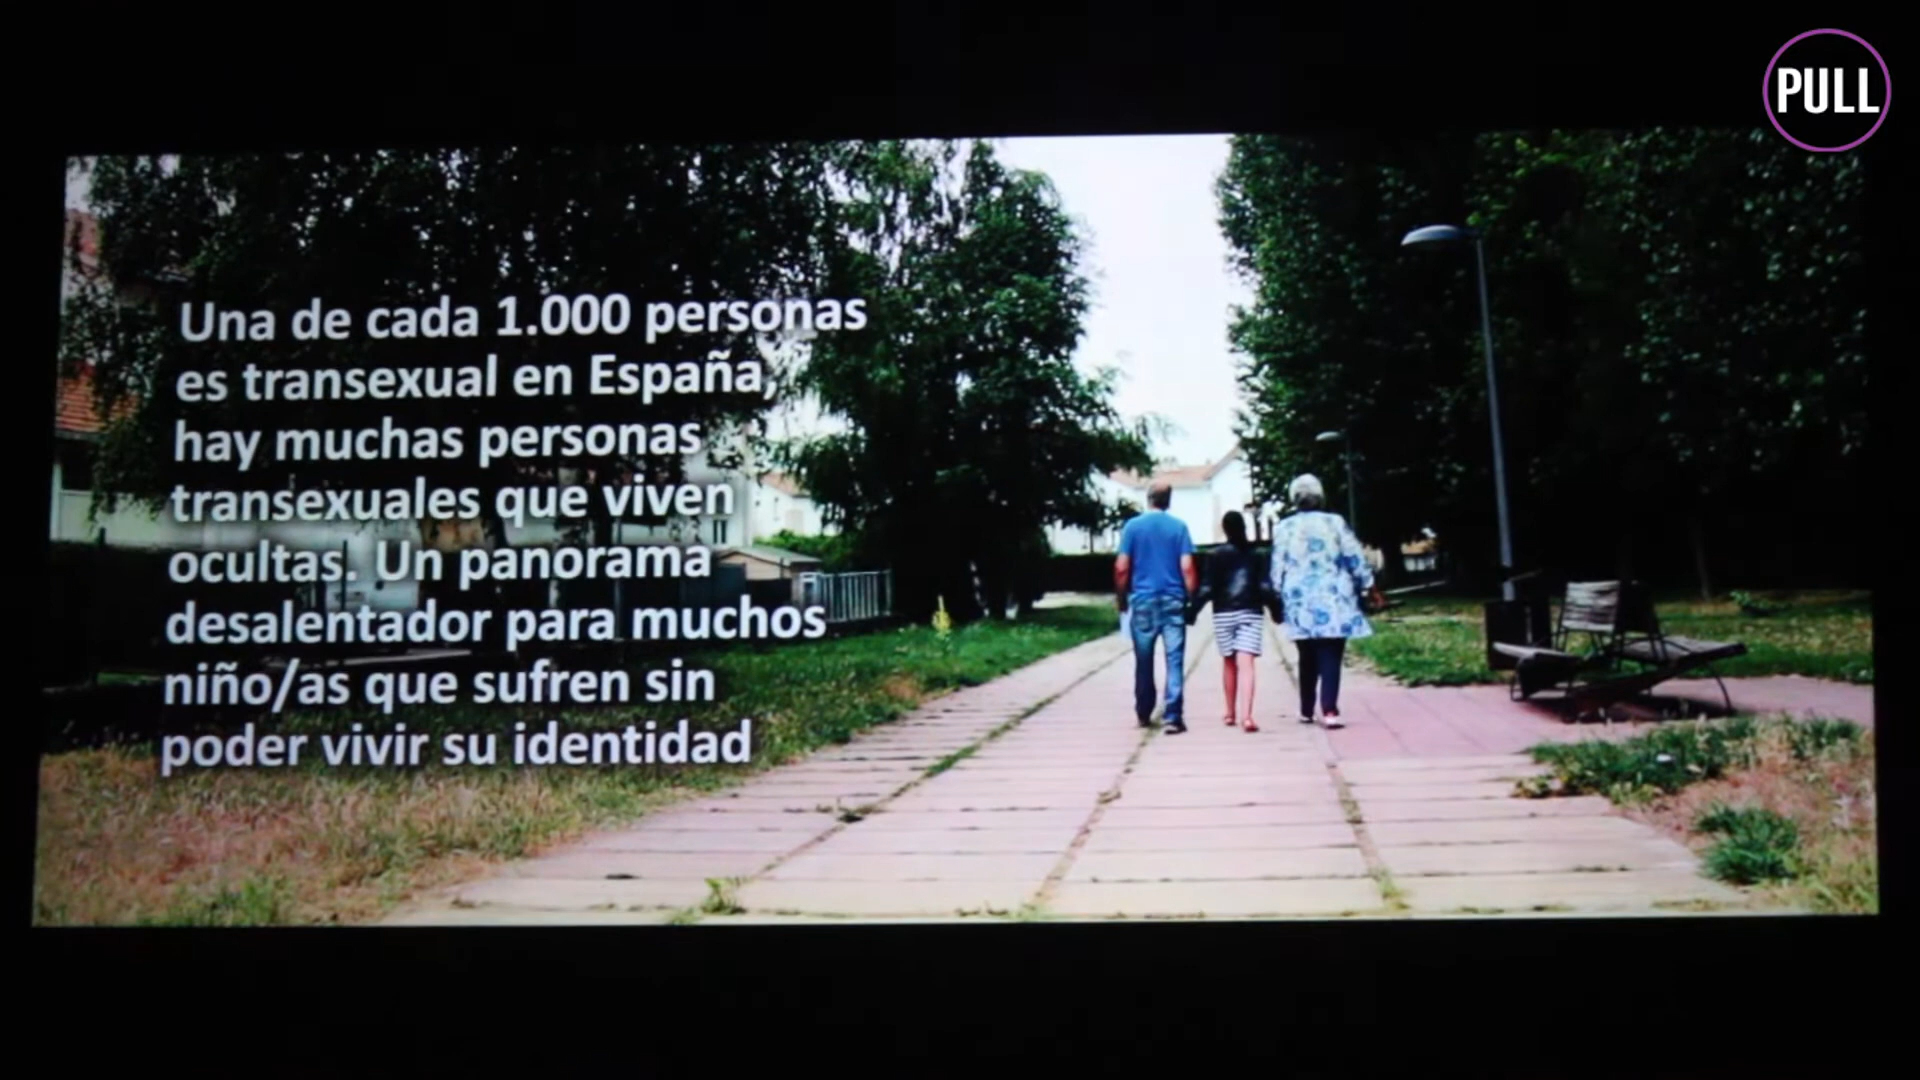 PULL
Una de cada 1.000 personas
es transexual en España,
hay muchas personas
transexuales que viven
ocultas. Un panorama
desalentador para muchos
niño/as que sufren sin
poder vivir su identidad